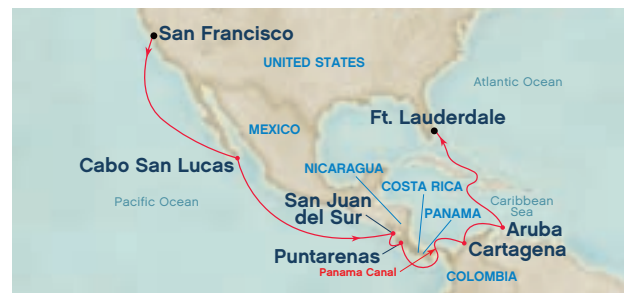 San Francisco
UNITED STATES
Atlantic Ocean
Ft. Lauderdale
MEXICO
Cabo San Lucas
NICARAGUA
COSTA RICA
Pacific Ocean
San Juan
del Sur
PANAMA
Caribbean
Sea
Aruba
Puntarenas
Cartagena
Panama Canal
COLOMBIA